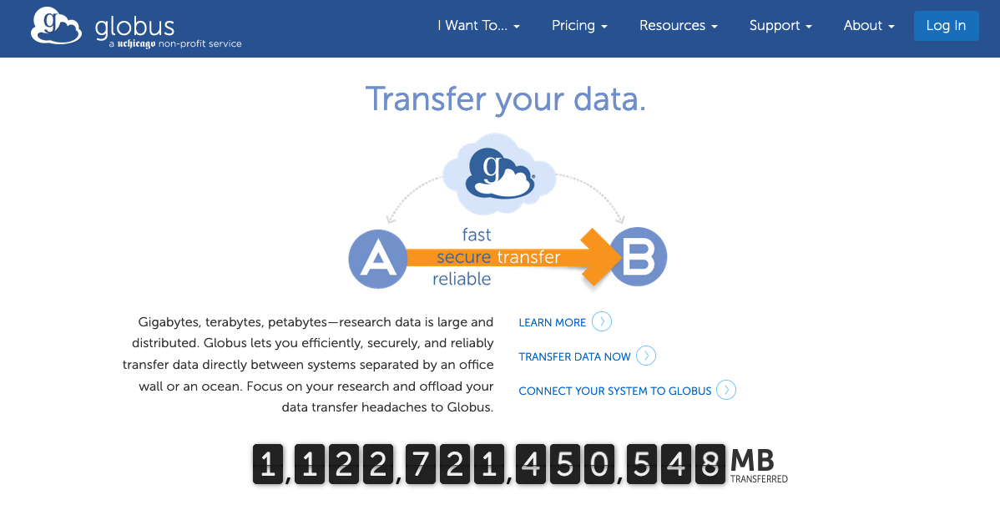 g globus
a uchicago non-profit service
I Want To... Pricing Resources Support About Log In
Transfer your data.
g
A
fast
secure transfer
reliable
B
Gigabytes, terabytes, petabytes—research data is large and
distributed. Globus lets you efficiently, securely, and reliably
transfer data directly between systems separated by an office
wall or an ocean. Focus on your research and offload your
data transfer headaches to Globus.
LEARN MORE
TRANSFER DATA NOW
CONNECT YOUR SYSTEM TO GLOBUS
1,122,721,450,548 MB
TRANSFERRED